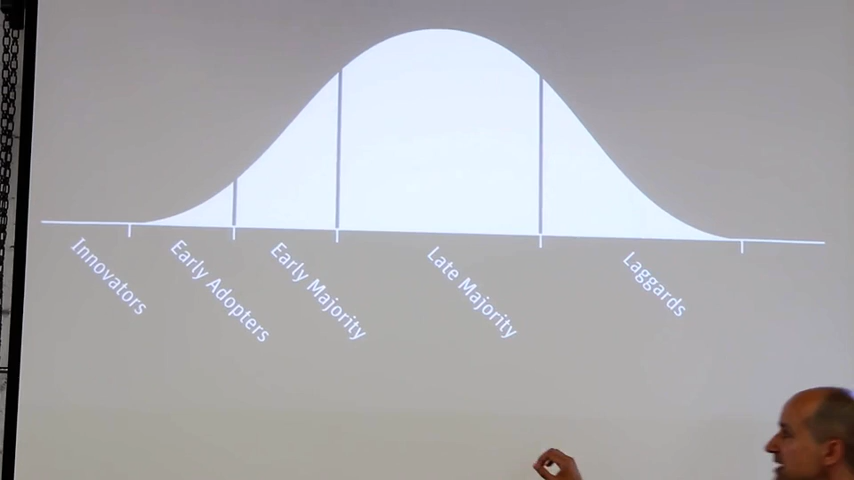 Innovators
Early Adopters
Early Majority
Late Majority
Laggards